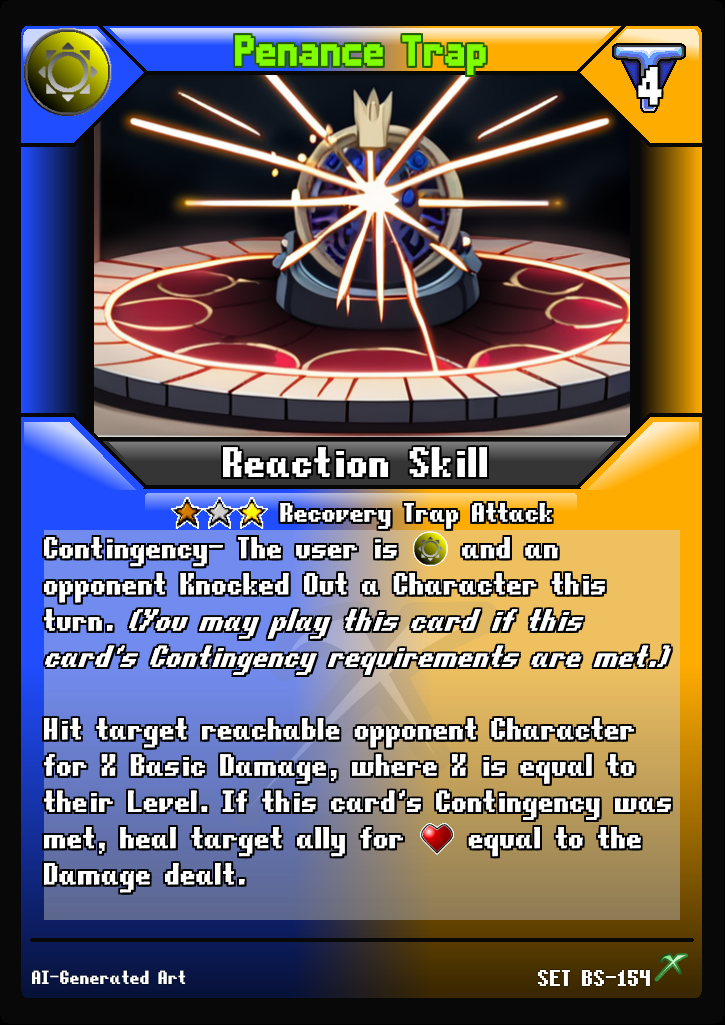 Penance Trap
4
Reaction Skill
Recovery Trap Attack
Contingency- The user is and an
opponent Knocked Out a Character this
turn. (You may play this card if this
card's Contingency requirements are met.)
Hit target reachable opponent Character
for X Basic Damage, where X is equal to
their Level. If this card's Contingency was
met, heal target ally for equal to the
Damage dealt.
AI-Generated Art
SET BS-154